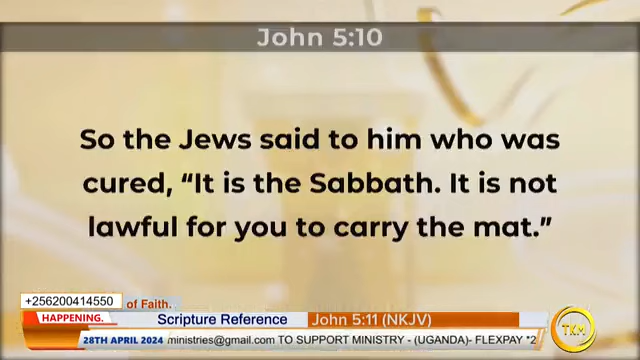 John 5:10
So the Jews said to him who was
cured, “It is the Sabbath. It is not
lawful for you to carry the mat.”
+256200414550
of Faith.
HAPPENING.
Scripture Reference
John 5:11 (NKJV)
28TH APRIL 2024
ministries@gmail.com TO SUPPORT MINISTRY - (UGANDA)- FLEXPAY *2
TKM